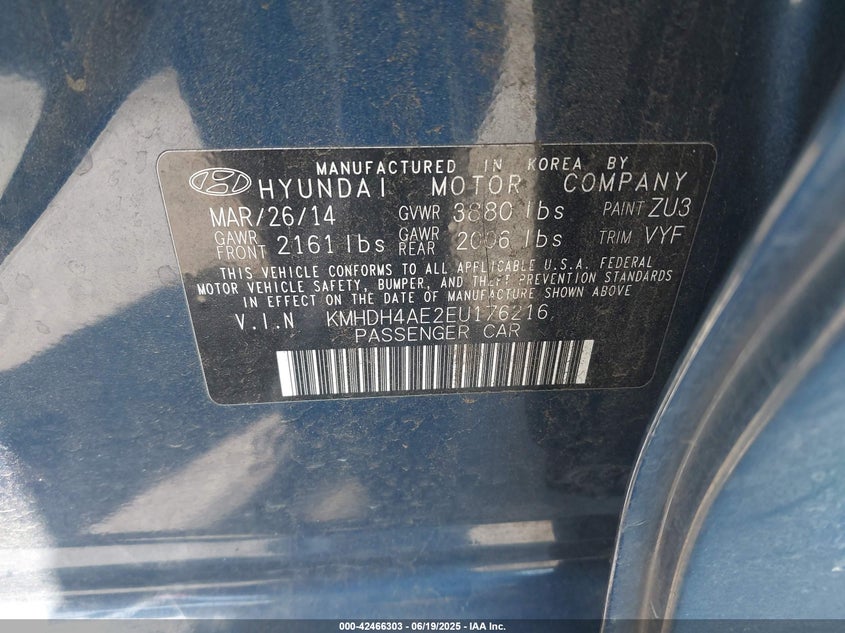 MANUFACTURED IN KOREA BY
HYUNDAI MOTOR COMPANY
MAR/26/14 GVWR 3880 lbs PAINT ZU3
GAWR FRONT 2161 lbs GAWR REAR 2006 lbs TRIM VYF
THIS VEHICLE CONFORMS TO ALL APPLICABLE U.S.A. FEDERAL
MOTOR VEHICLE SAFETY, BUMPER, AND THEFT PREVENTION STANDARDS
IN EFFECT ON THE DATE OF MANUFACTURE SHOWN ABOVE
V.I.N KMHDH4AE2EU176216
PASSENGER CAR
000-42466303 - 06/19/2025 - IAA Inc.